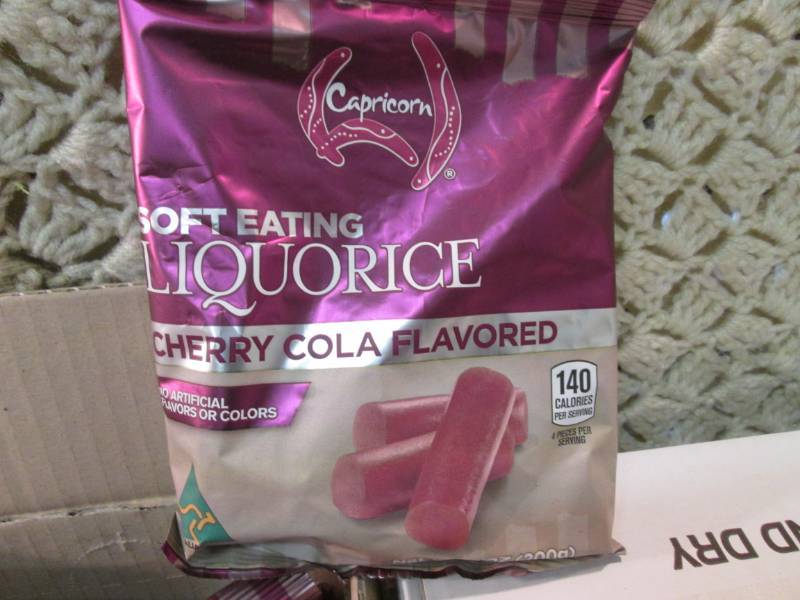 Capricorn
®
SOFT EATING
LIQUORICE
CHERRY COLA FLAVORED
NO ARTIFICIAL
FLAVORS OR COLORS
140
CALORIES
PER SERVING
4 PIECES PER
SERVING
DRY